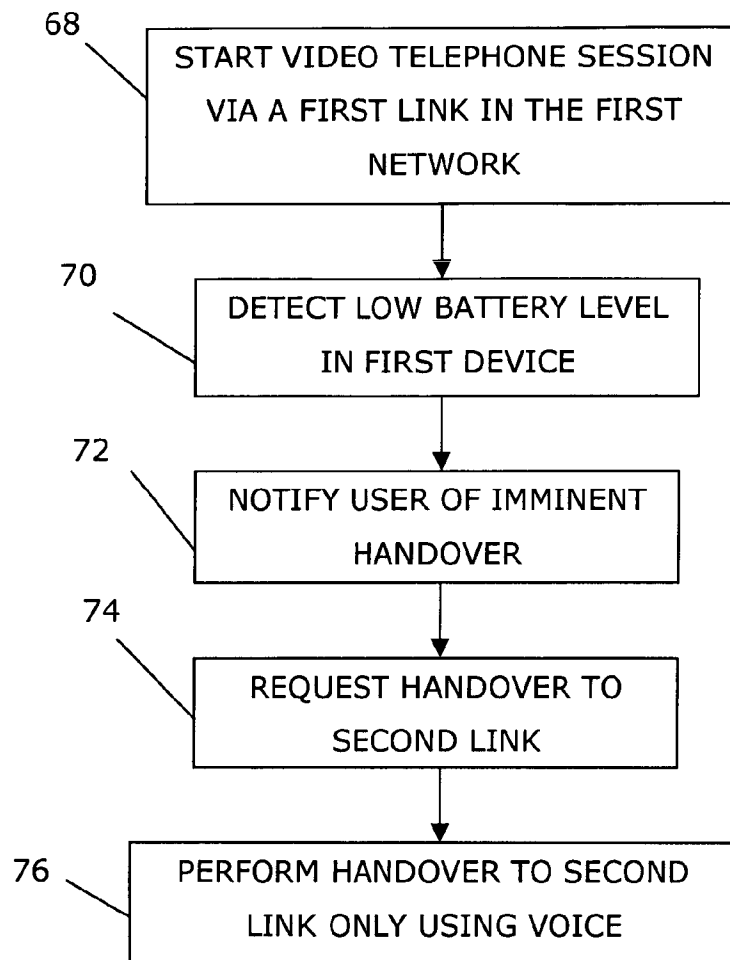 68
START VIDEO TELEPHONE SESSION
VIA A FIRST LINK IN THE FIRST
NETWORK
70
DETECT LOW BATTERY LEVEL
IN FIRST DEVICE
72
NOTIFY USER OF IMMINENT
HANDOVER
74
REQUEST HANDOVER TO
SECOND LINK
76
PERFORM HANDOVER TO SECOND
LINK ONLY USING VOICE